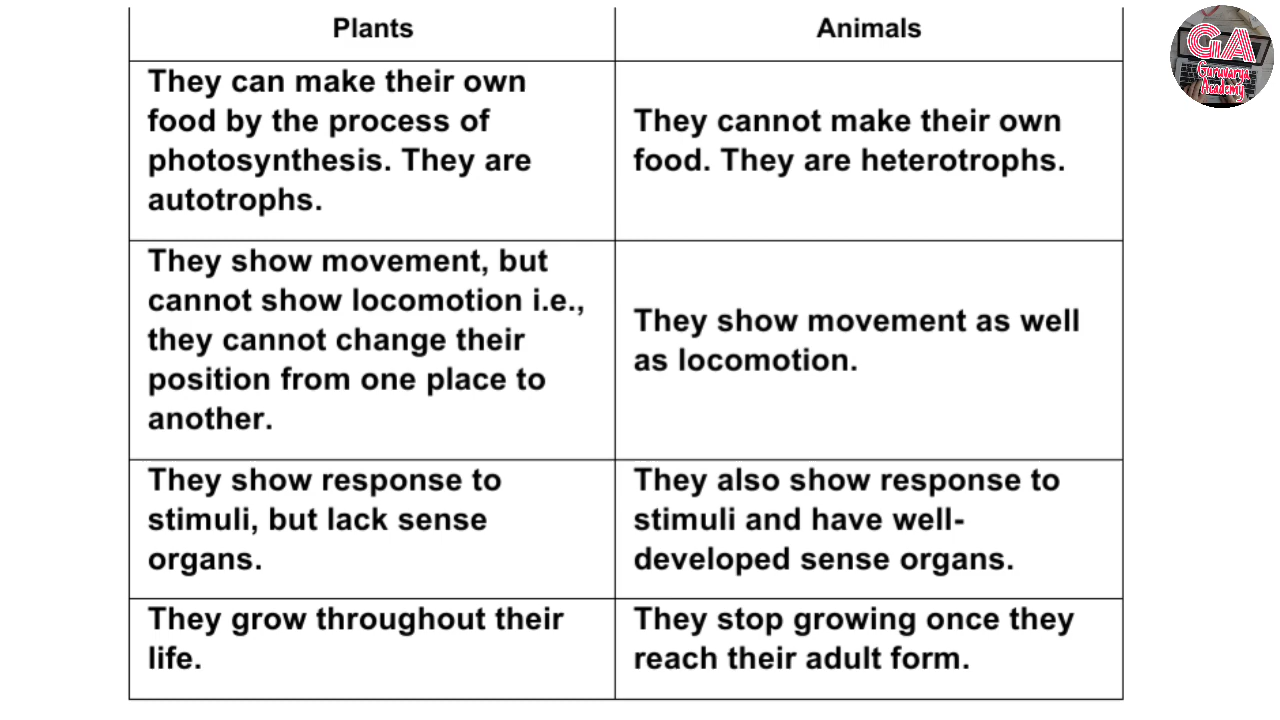 Plants
Animals
They can make their own
food by the process of
photosynthesis. They are
autotrophs.
They cannot make their own
food. They are heterotrophs.
They show movement, but
cannot show locomotion i.e.,
they cannot change their
position from one place to
another.
They show movement as well
as locomotion.
They show response to
stimuli, but lack sense
organs.
They also show response to
stimuli and have well-
developed sense organs.
They grow throughout their
life.
They stop growing once they
reach their adult form.
GA
Academy